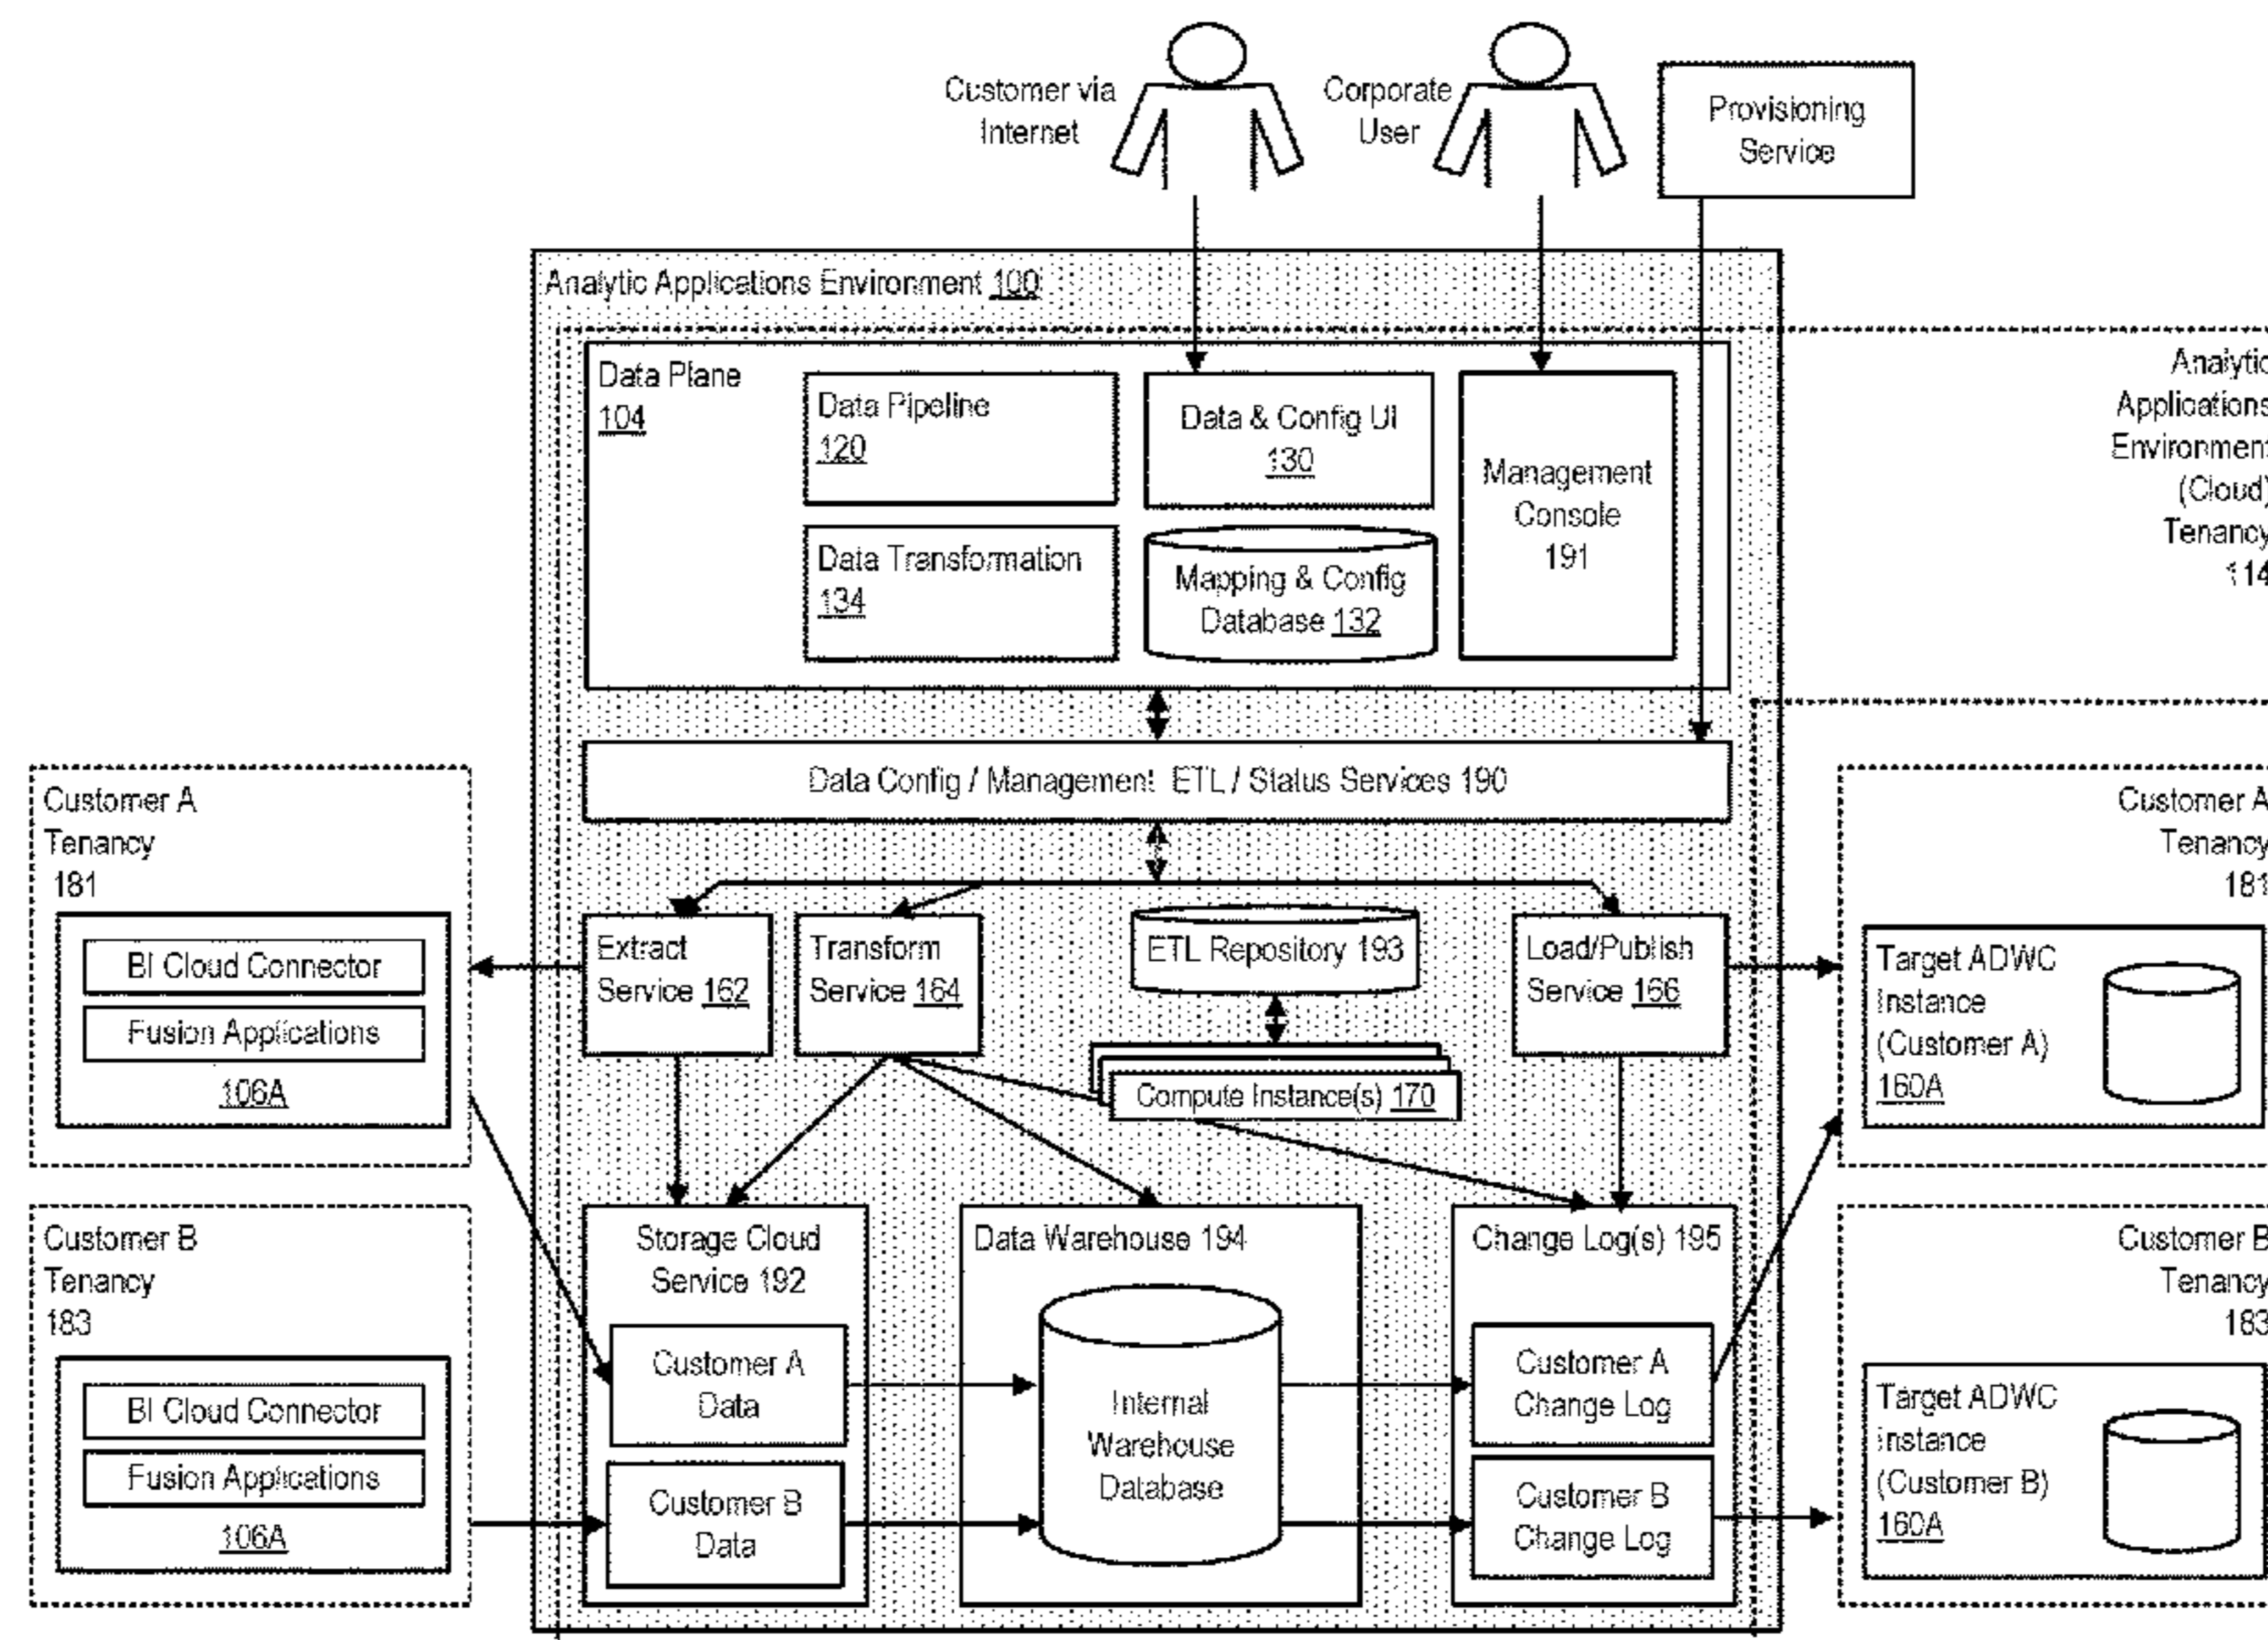 Customer via
Internet
Corporate
User
Provisioning
Service
Analytic Applications Environment 100
Data Plane
104
Data Pipeline
120
Data & Config UI
130
Management
Console
191
Data Transformation
134
Mapping & Config
Database 132
Analytic
Applications
Environment
(Cloud)
Tenancy
114
Data Config / Management ETL / Status Services 190
Customer A
Tenancy
181
BI Cloud Connector
Fusion Applications
106A
Extract
Service 162
Transform
Service 164
ETL Repository 193
Compute Instance(s) 170
Load/Publish
Service 166
Customer A
Tenancy
181
Target ADWC
Instance
(Customer A)
160A
Customer B
Tenancy
183
BI Cloud Connector
Fusion Applications
106A
Storage Cloud
Service 192
Customer A
Data
Customer B
Data
Data Warehouse 194
Internal
Warehouse
Database
Change Log(s) 195
Customer A
Change Log
Customer B
Change Log
Customer B
Tenancy
183
Target ADWC
Instance
(Customer B)
160A